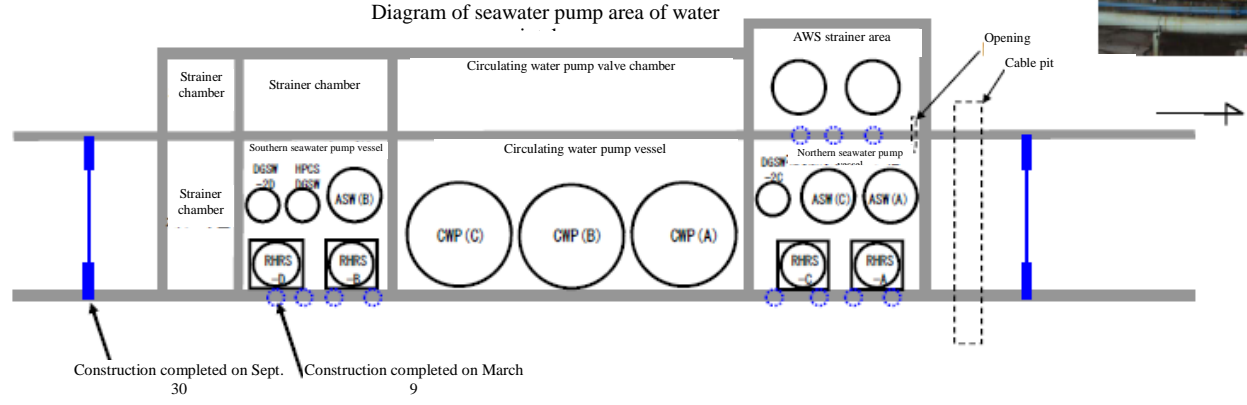 Diagram of seawater pump area of water
AWS strainer area
Opening
Cable pit
Strainer
chamber
Strainer chamber
Circulating water pump valve chamber
Southern seawater pump vessel
Circulating water pump vessel
Northern seawater pump
vessel
DGSW
-2D
HPCS
DGSW
ASW(B)
Strainer
chamber
CWP(C)
CWP(B)
CWP(A)
DGSW
-2C
ASW(C)
ASW(A)
RHRS
-D
RHRS
-B
RHRS
-C
RHRS
-A
Construction completed on Sept.
30
Construction completed on March
9